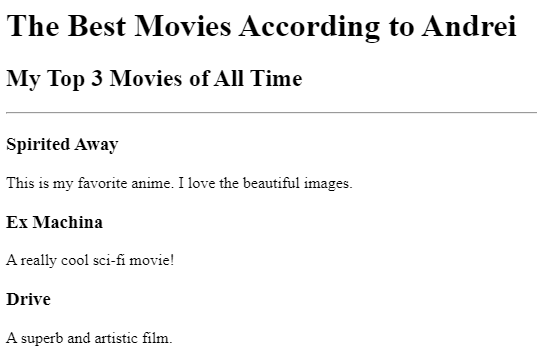 The Best Movies According to Andrei
My Top 3 Movies of All Time
Spirited Away
This is my favorite anime. I love the beautiful images.
Ex Machina
A really cool sci-fi movie!
Drive
A superb and artistic film.